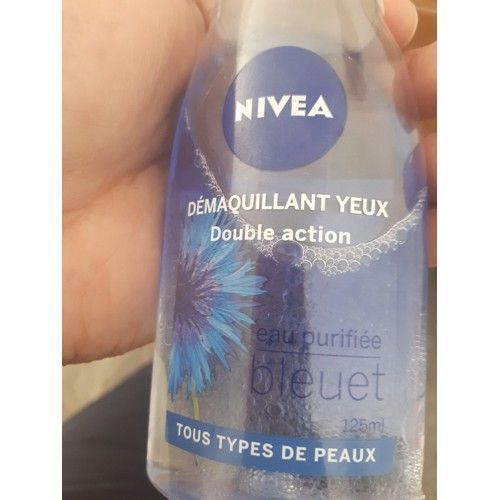 NIVEA
DÉMAQUILLANT YEUX
Double action
eau purifiée
bleuet
125ml
TOUS TYPES DE PEAUX